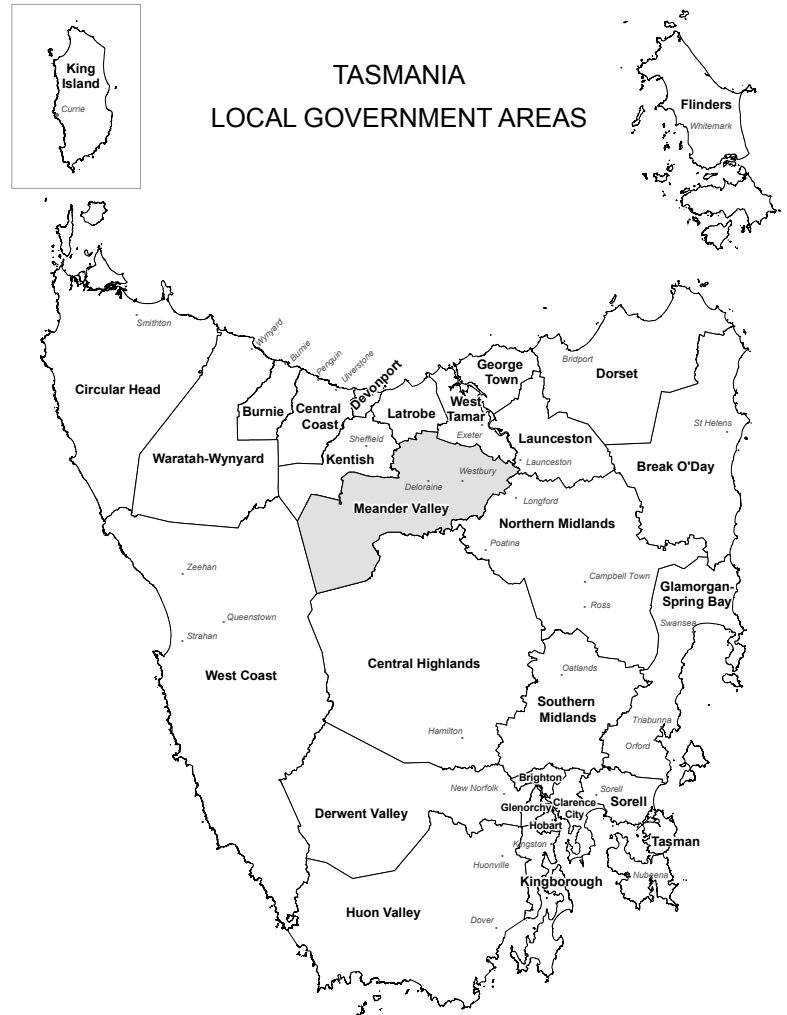 TASMANIA
LOCAL GOVERNMENT AREAS
King
Island
Currie
Flinders
Whitemark
Smithton
Wynyard
Burnie
Penguin
Ulverstone
Devonport
George
Town
Bridport
Dorset
Circular Head
Burnie
Central
Coast
Latrobe
West
Tamar
Exeter
Launceston
Launceston
St Helens
Sheffield
Kentish
Waratah-Wynyard
Break O'Day
Westbury
Deloraine
Meander Valley
Longford
Northern Midlands
Poatina
Campbell Town
Ross
Glamorgan-
Spring Bay
Swansea
Zeehan
Queenstown
Strahan
West Coast
Central Highlands
Oatlands
Southern
Midlands
Hamilton
Triabunna
Orford
Brighton
New Norfolk
Glenorchy
Clarence
City
Sorell
Sorell
Derwent Valley
Hobart
Kingston
Tasman
Huonville
Kingborough
Nubeena
Huon Valley
Dover